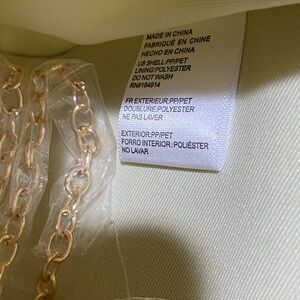 MADE IN CHINA
FABRIQUÉ EN CHINE
HECHO EN CHINA
US SHELL:PP/PET
LINING:POLYESTER
DO NOT WASH
RN#164914
FR EXTERIEUR:PP/PET
DOUBLURE:POLYESTER
NE PAS LAVER
EXTERIOR:PP/PET
FORRO INTERIOR:POLIÉSTER
NO LAVAR